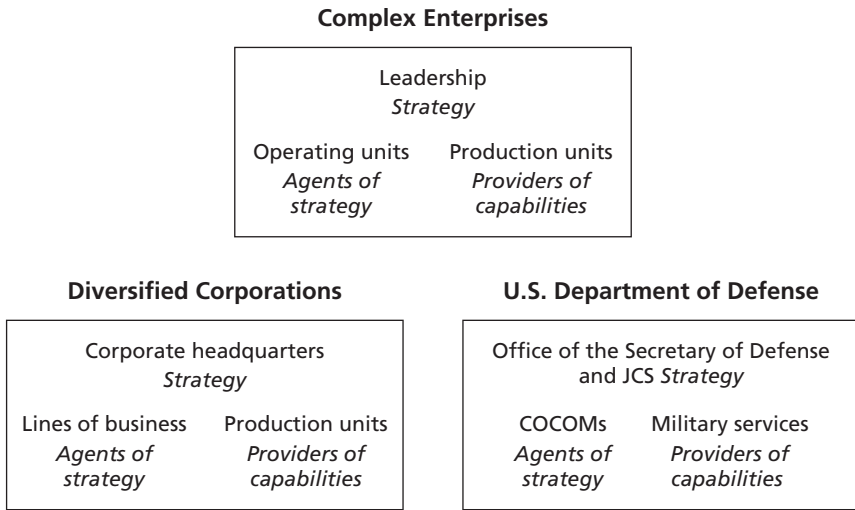 Complex Enterprises
Leadership
Strategy
Operating units
Agents of
strategy
Production units
Providers of
capabilities
Diversified Corporations
Corporate headquarters
Strategy
Lines of business
Agents of
strategy
Production units
Providers of
capabilities
U.S. Department of Defense
Office of the Secretary of Defense
and JCS Strategy
COCOMs
Agents of
strategy
Military services
Providers of
capabilities